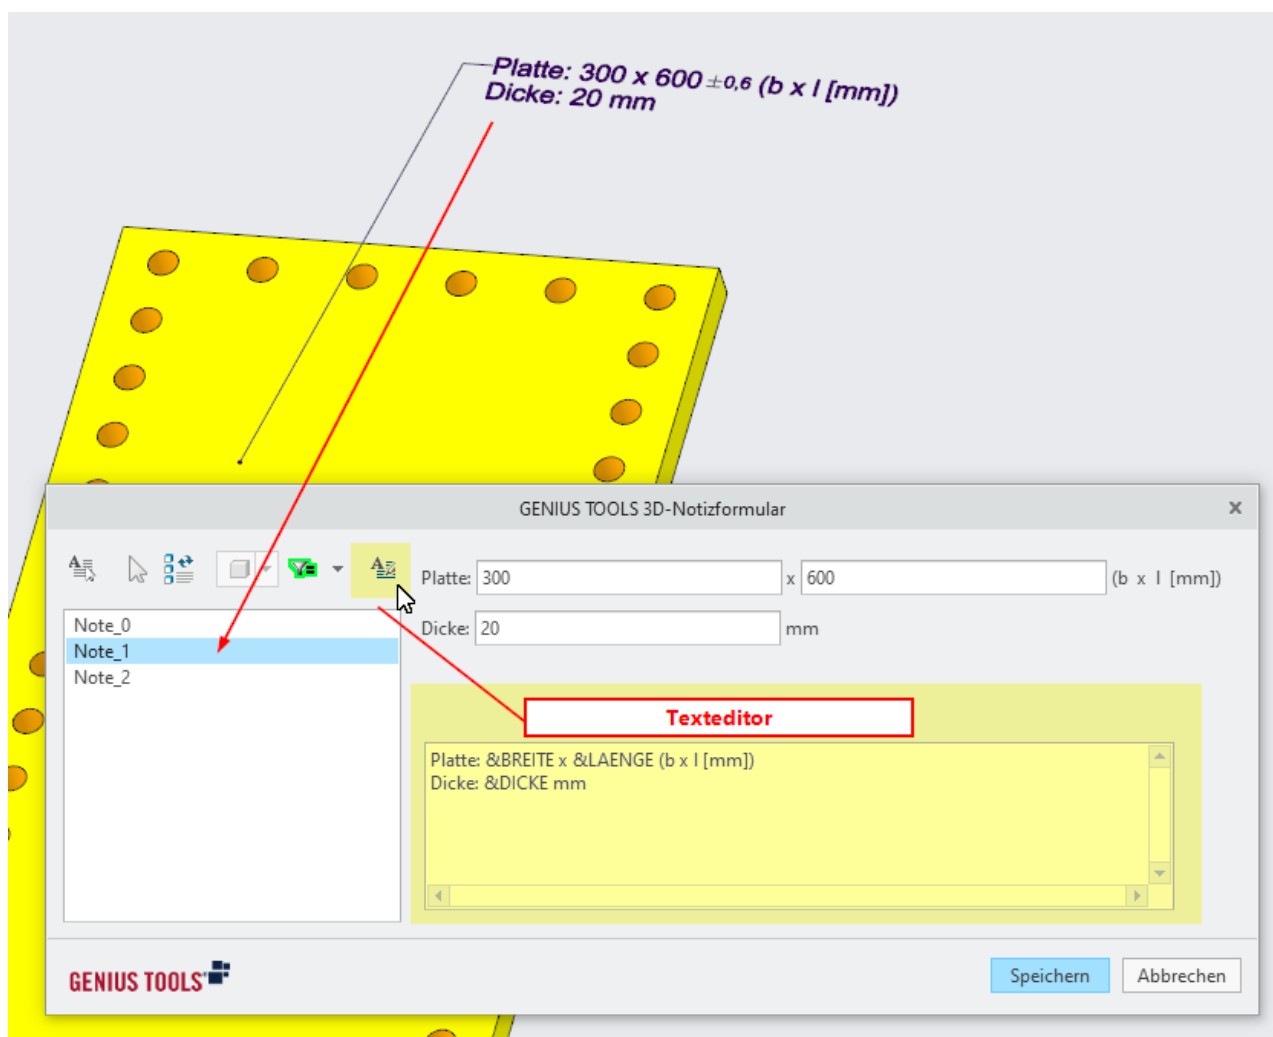 Platte: 300 x 600 ±0,6 (b x l [mm])
Dicke: 20 mm
GENIUS TOOLS 3D-Notizformular
Platte: 300 x 600 (b x l [mm])
Dicke: 20 mm
Note_0
Note_1
Note_2
Texteditor
Platte: &BREITE x &LAENGE (b x l [mm])
Dicke: &DICKE mm
GENIUS TOOLS
Speichern Abbrechen